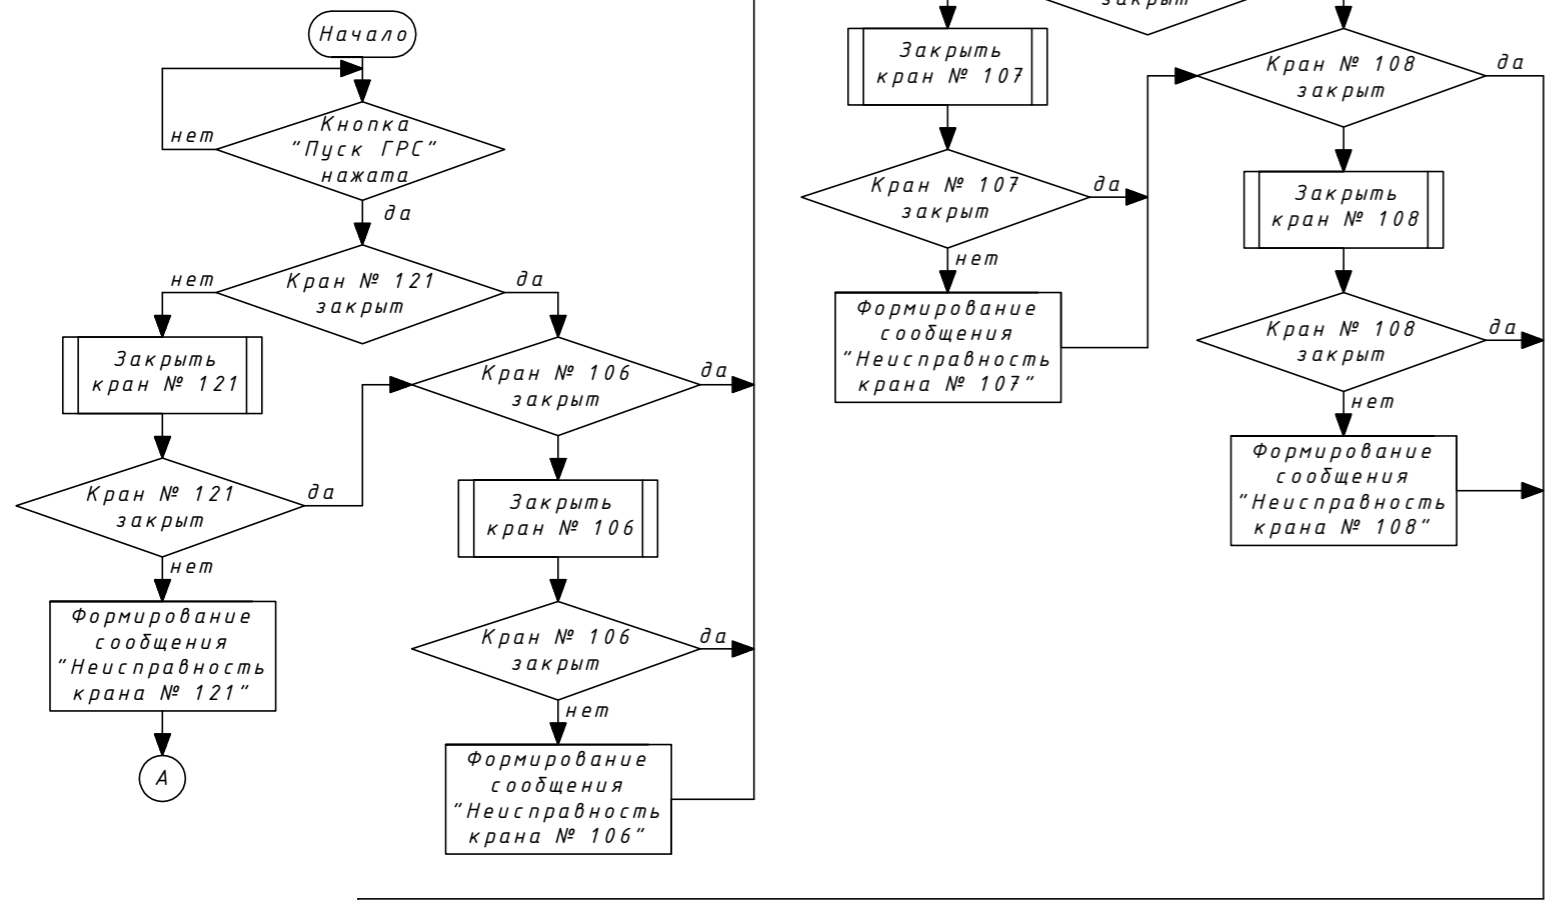 Начало
Кнопка
"Пуск ГРС"
нажата
нет
да
Кран № 121
закрыт
нет
да
Закрыть
кран № 121
Кран № 121
закрыт
да
нет
Формирование
сообщения
"Неисправность
крана № 121"
А
Кран № 106
закрыт
да
Закрыть
кран № 106
Кран № 106
закрыт
да
нет
Формирование
сообщения
"Неисправность
крана № 106"
закрыт
Закрыть
кран № 107
Кран № 107
закрыт
да
нет
Формирование
сообщения
"Неисправность
крана № 107"
Кран № 108
закрыт
да
Закрыть
кран № 108
Кран № 108
закрыт
да
нет
Формирование
сообщения
"Неисправность
крана № 108"